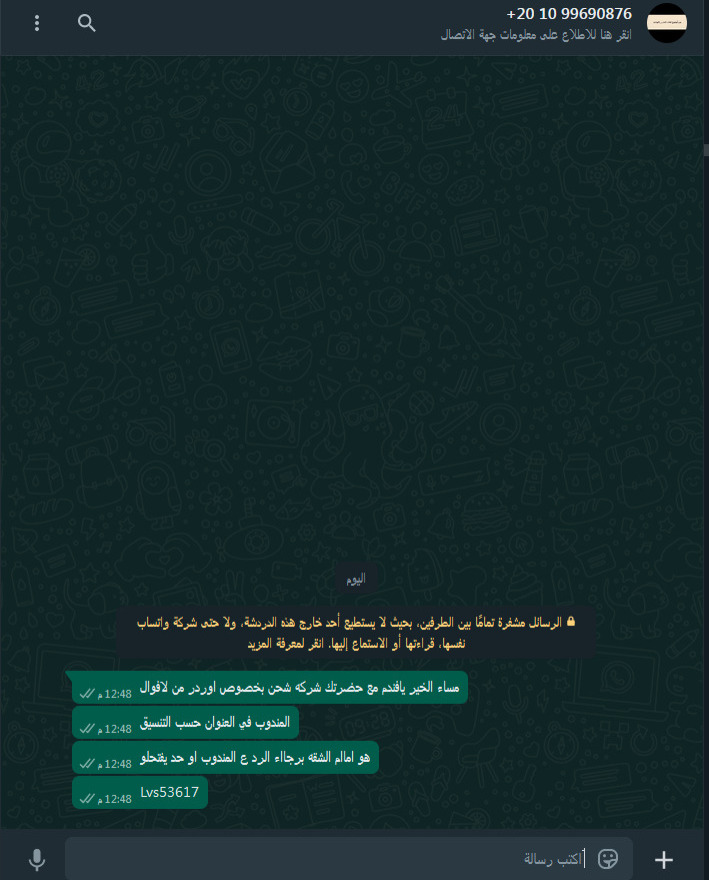 +20 10 99690876
انقر هنا للاطلاع على معلومات جهة الاتصال
اليوم
الرسائل مشفرة تمامًا بين الطرفين، بحيث لا يستطيع أحد خارج هذه الدردشة، ولا حتى شركة واتساب
نفسها، قراءتها أو الاستماع إليها. انقر لمعرفة المزيد
مساء الخير يافندم مع حضرتك شركه شحن بخصوص اوردر من لافوال
12:48 م
المندوب في العنوان حسب التنسيق
12:48 م
هو امالم الشقه برجاء الرد ع المندوب او حد يفتحلو
12:48 م
Lvs53617
12:48 م
اكتب رسالة